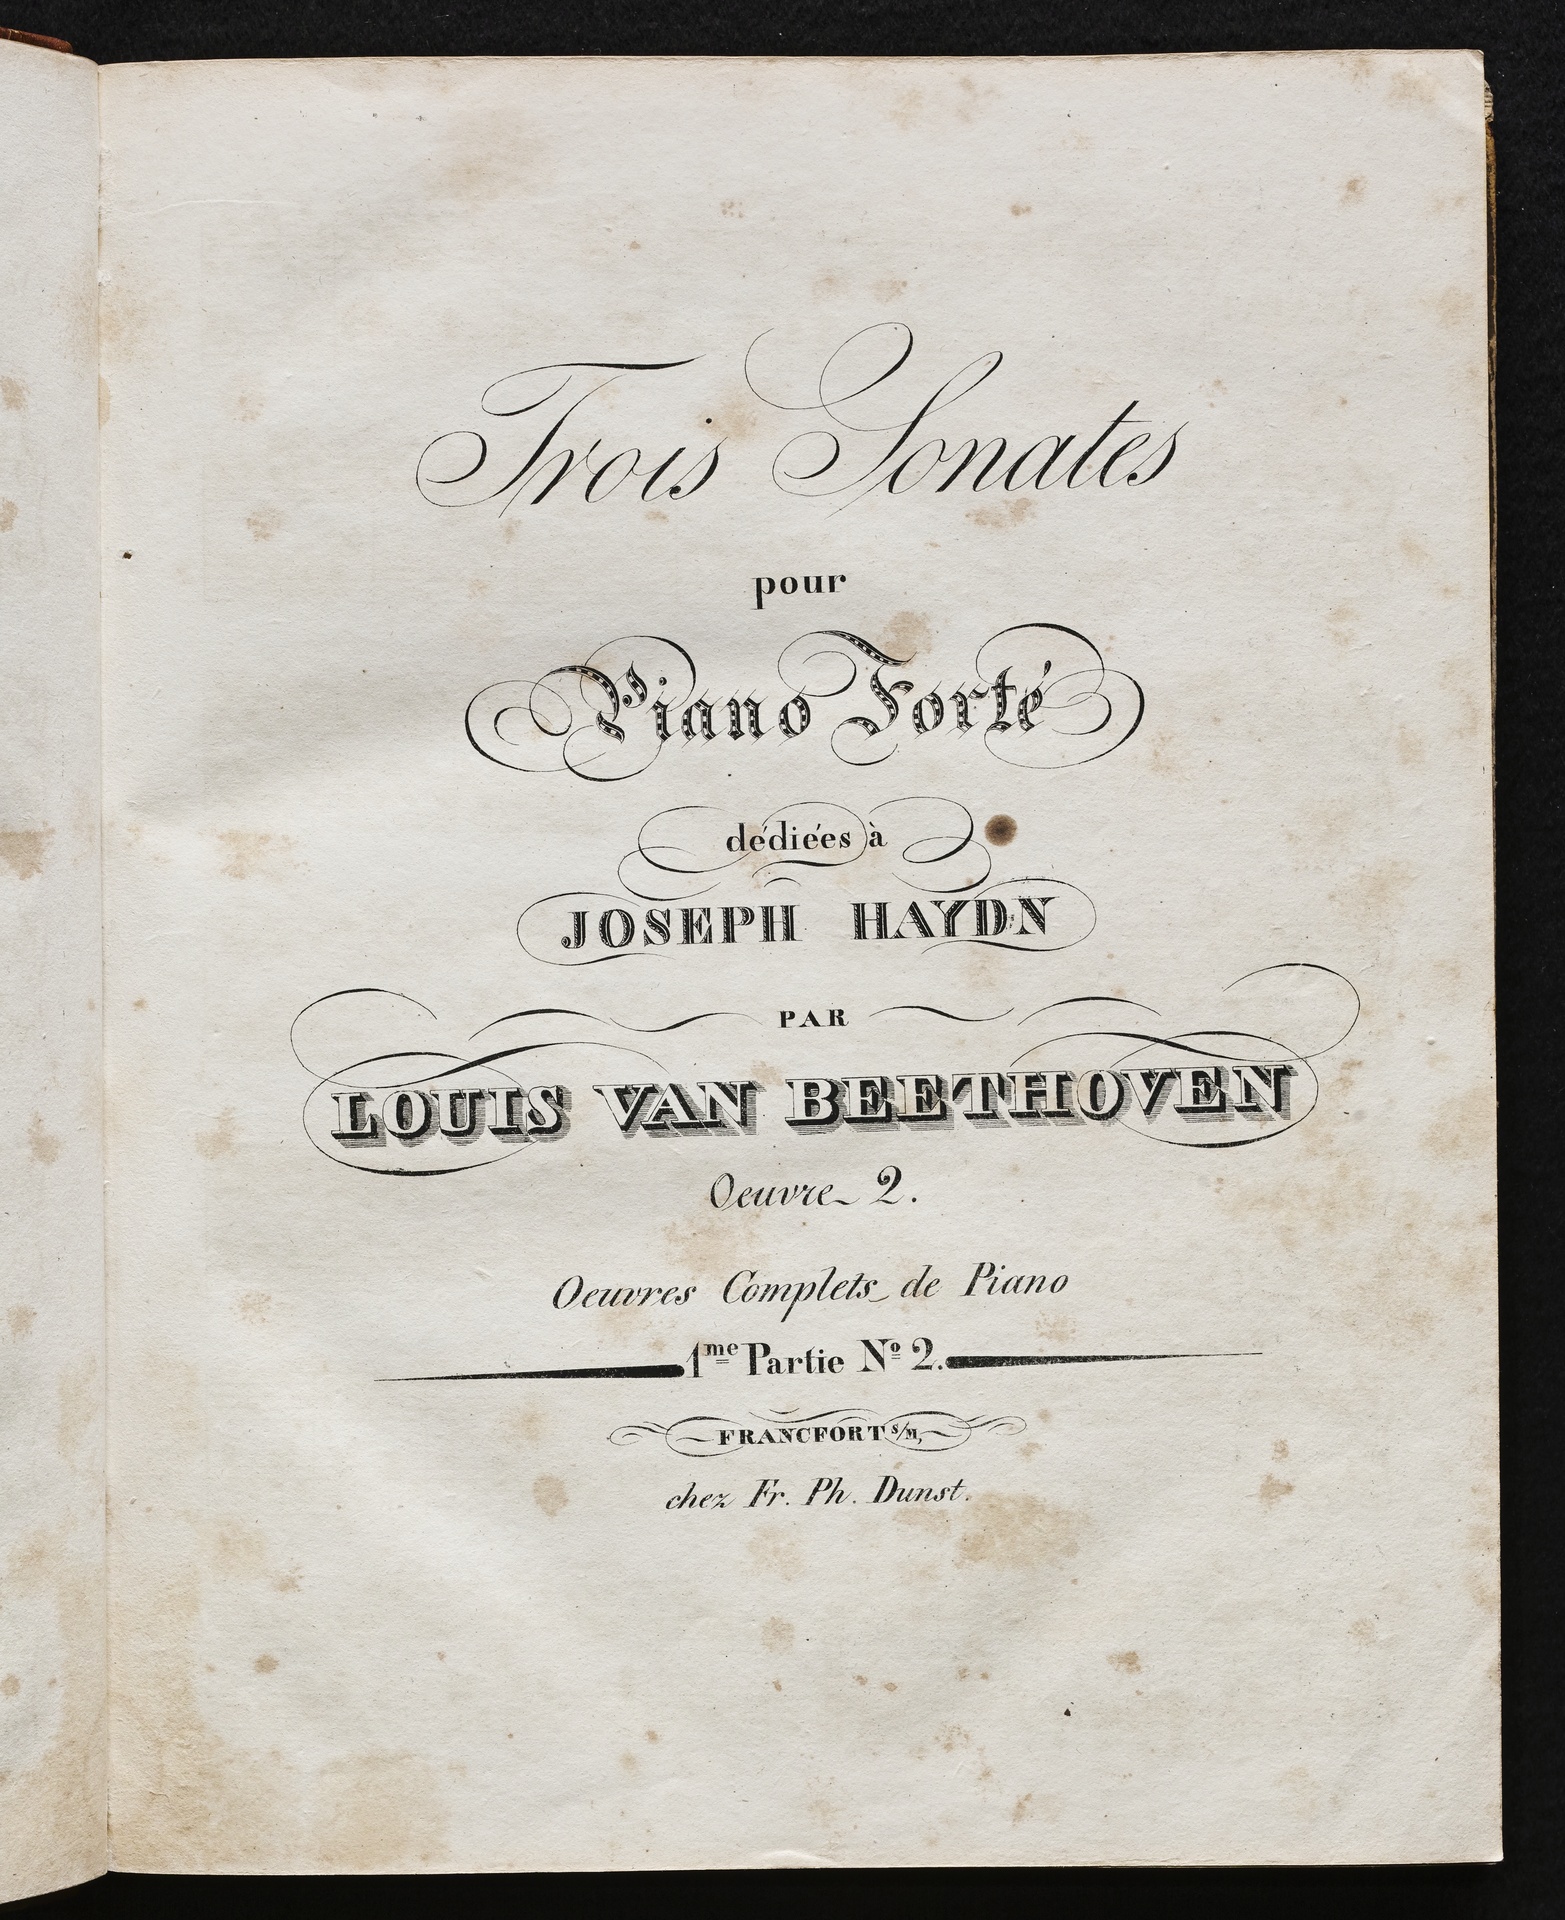 Trois Sonates
pour
Piano Forté
dédiées à
JOSEPH HAYDN
PAR
LOUIS VAN BEETHOVEN
Oeuvre 2.
Oeuvres Complets de Piano
1me Partie No 2.
FRANCFORT s/M,
chez Fr. Ph. Dunst.